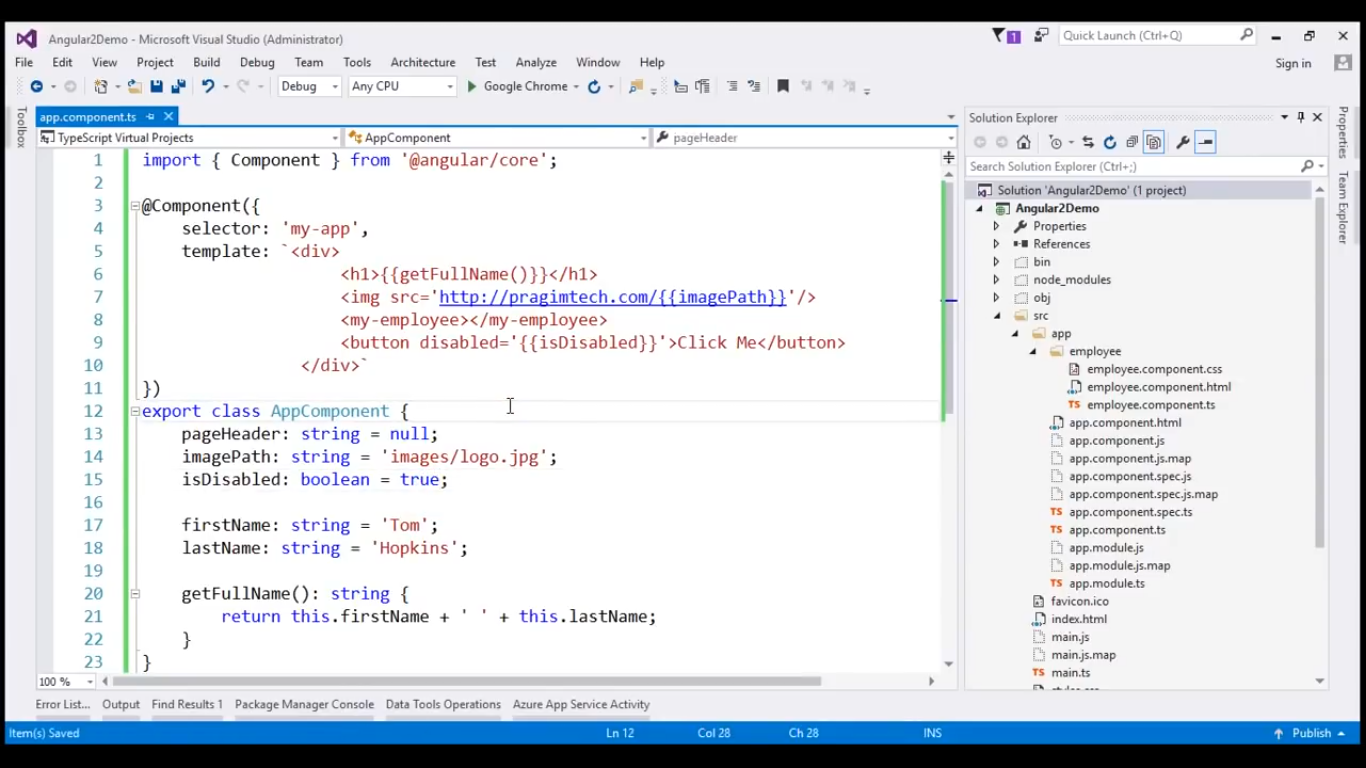 Angular2Demo - Microsoft Visual Studio (Administrator)
1
Quick Launch (Ctrl+Q)
File Edit View Project Build Debug Team Tools Architecture Test Analyze Window Help
Sign in
Debug Any CPU Google Chrome
Toolbox
app.component.ts
TypeScript Virtual Projects AppComponent pageHeader
1 import { Component } from '@angular/core';
2
3 @Component({
4 selector: 'my-app',
5 template: `<div>
6 <h1>{{getFullName()}}</h1>
7 <img src='http://pragimtech.com/{{imagePath}}'/>
8 <my-employee></my-employee>
9 <button disabled='{{isDisabled}}'>Click Me</button>
10 </div>`
11 })
12 export class AppComponent {
13 pageHeader: string = null;
14 imagePath: string = 'images/logo.jpg';
15 isDisabled: boolean = true;
16
17 firstName: string = 'Tom';
18 lastName: string = 'Hopkins';
19
20 getFullName(): string {
21 return this.firstName + ' ' + this.lastName;
22 }
23 }
100 %
Solution Explorer
Search Solution Explorer (Ctrl+;)
Solution 'Angular2Demo' (1 project)
Angular2Demo
Properties
References
bin
node_modules
obj
src
app
employee
employee.component.css
employee.component.html
employee.component.ts
app.component.html
app.component.js
app.component.js.map
app.component.spec.js
app.component.spec.js.map
app.component.spec.ts
app.component.ts
app.module.js
app.module.js.map
app.module.ts
favicon.ico
index.html
main.js
main.js.map
main.ts
Properties
Team Explorer
Error List... Output Find Results 1 Package Manager Console Data Tools Operations Azure App Service Activity
Item(s) Saved Ln 12 Col 28 Ch 28 INS Publish